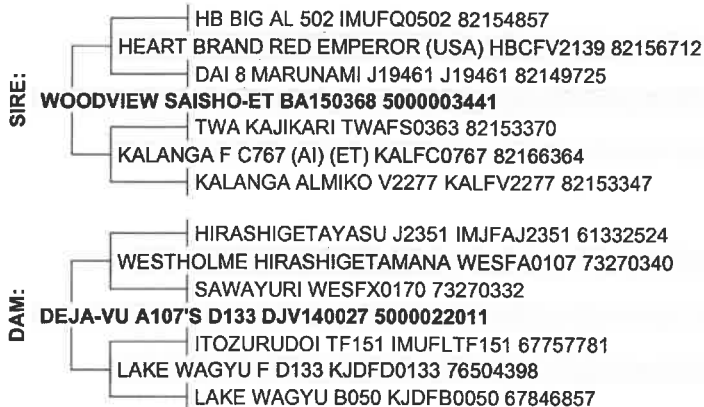 SIRE:
HB BIG AL 502 IMUFQ0502 82154857
HEART BRAND RED EMPEROR (USA) HBCFV2139 82156712
DAI 8 MARUNAMI J19461 J19461 82149725
WOODVIEW SAISHO-ET BA150368 5000003441
TWA KAJIKARI TWAFS0363 82153370
KALANGA F C767 (AI) (ET) KALFC0767 82166364
KALANGA ALMIKO V2277 KALFV2277 82153347
DAM:
HIRASHIGETAYASU J2351 IMJFAJ2351 61332524
WESTHOLME HIRASHIGETAMANA WESFA0107 73270340
SAWAYURI WESFX0170 73270332
DEJA-VU A107'S D133 DJV140027 5000022011
ITOZURUDOI TF151 IMUFLTF151 67757781
LAKE WAGYU F D133 KJDFD0133 76504398
LAKE WAGYU B050 KJDFB0050 67846857